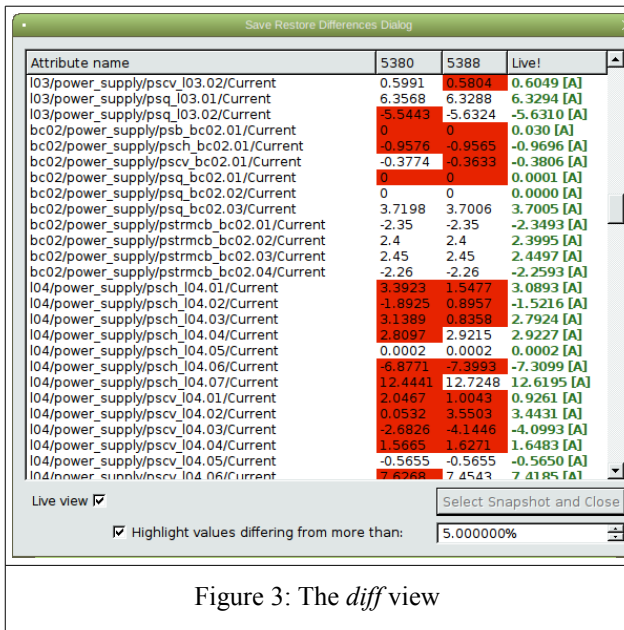 Save Restore Differences Dialog
Attribute name 5380 5388 Live!
l03/power_supply/pscv_l03.02/Current 0.5991 0.5804 0.6049 [A]
l03/power_supply/psq_l03.01/Current 6.3568 6.3288 6.3294 [A]
l03/power_supply/psq_l03.02/Current -5.5443 -5.6324 -5.6310 [A]
bc02/power_supply/psb_bc02.01/Current 0 0 0.030 [A]
bc02/power_supply/psch_bc02.01/Current -0.9576 -0.9565 -0.9696 [A]
bc02/power_supply/pscv_bc02.01/Current -0.3774 -0.3633 -0.3806 [A]
bc02/power_supply/psq_bc02.01/Current 0 0 0.0001 [A]
bc02/power_supply/psq_bc02.02/Current 0 0 0.0000 [A]
bc02/power_supply/psq_bc02.03/Current 3.7198 3.7006 3.7005 [A]
bc02/power_supply/pstrmcb_bc02.01/Current -2.35 -2.35 -2.3493 [A]
bc02/power_supply/pstrmcb_bc02.02/Current 2.4 2.4 2.3995 [A]
bc02/power_supply/pstrmcb_bc02.03/Current 2.45 2.45 2.4497 [A]
bc02/power_supply/pstrmcb_bc02.04/Current -2.26 -2.26 -2.2593 [A]
l04/power_supply/psch_l04.01/Current 3.3923 1.5477 3.0893 [A]
l04/power_supply/psch_l04.02/Current -1.8925 0.8957 -1.5216 [A]
l04/power_supply/psch_l04.03/Current 3.1389 0.8358 2.7924 [A]
l04/power_supply/psch_l04.04/Current 2.8097 2.9215 2.9227 [A]
l04/power_supply/psch_l04.05/Current 0.0002 0.0002 0.0002 [A]
l04/power_supply/psch_l04.06/Current -6.8771 -7.3993 -7.3099 [A]
l04/power_supply/psch_l04.07/Current 12.4441 12.7248 12.6195 [A]
l04/power_supply/pscv_l04.01/Current 2.0467 1.0043 0.9261 [A]
l04/power_supply/pscv_l04.02/Current 0.0532 3.5503 3.4431 [A]
l04/power_supply/pscv_l04.03/Current -2.6826 -4.1446 -4.0993 [A]
l04/power_supply/pscv_l04.04/Current 1.5665 1.6271 1.6483 [A]
l04/power_supply/pscv_l04.05/Current -0.5655 -0.5655 -0.5650 [A]
l04/power_supply/pscv_l04.06/Current 7.6268 7.4543 7.4185 [A]
Live view Select Snapshot and Close
Highlight values differing from more than: 5.000000%
Figure 3: The diff view